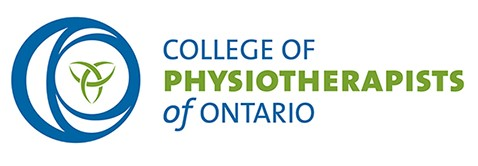 COLLEGE OF
PHYSIOTHERAPISTS
of ONTARIO